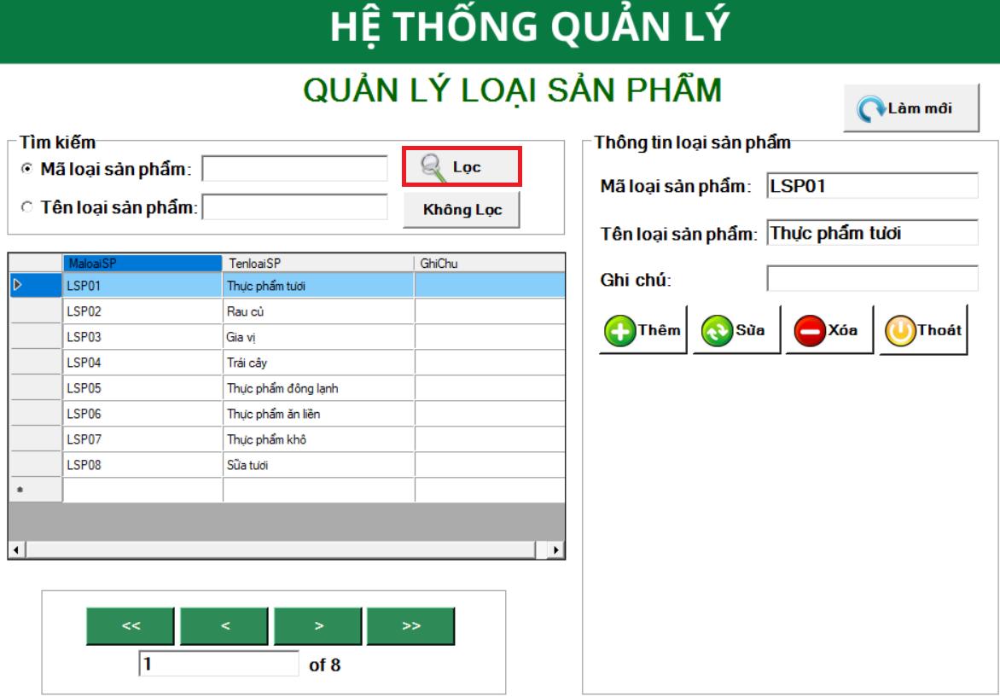 HỆ THỐNG QUẢN LÝ
QUẢN LÝ LOẠI SẢN PHẨM
Làm mới
Tìm kiếm
Mã loại sản phẩm:
Lọc
Tên loại sản phẩm:
Không Lọc
MaloaiSP TenloaiSP GhiChu
LSP01 Thực phẩm tươi
LSP02 Rau củ
LSP03 Gia vị
LSP04 Trái cây
LSP05 Thực phẩm đông lạnh
LSP06 Thực phẩm ăn liền
LSP07 Thực phẩm khô
LSP08 Sữa tươi
<< < > >>
1 of 8
Thông tin loại sản phẩm
Mã loại sản phẩm: LSP01
Tên loại sản phẩm: Thực phẩm tươi
Ghi chú:
Thêm Sửa Xóa Thoát